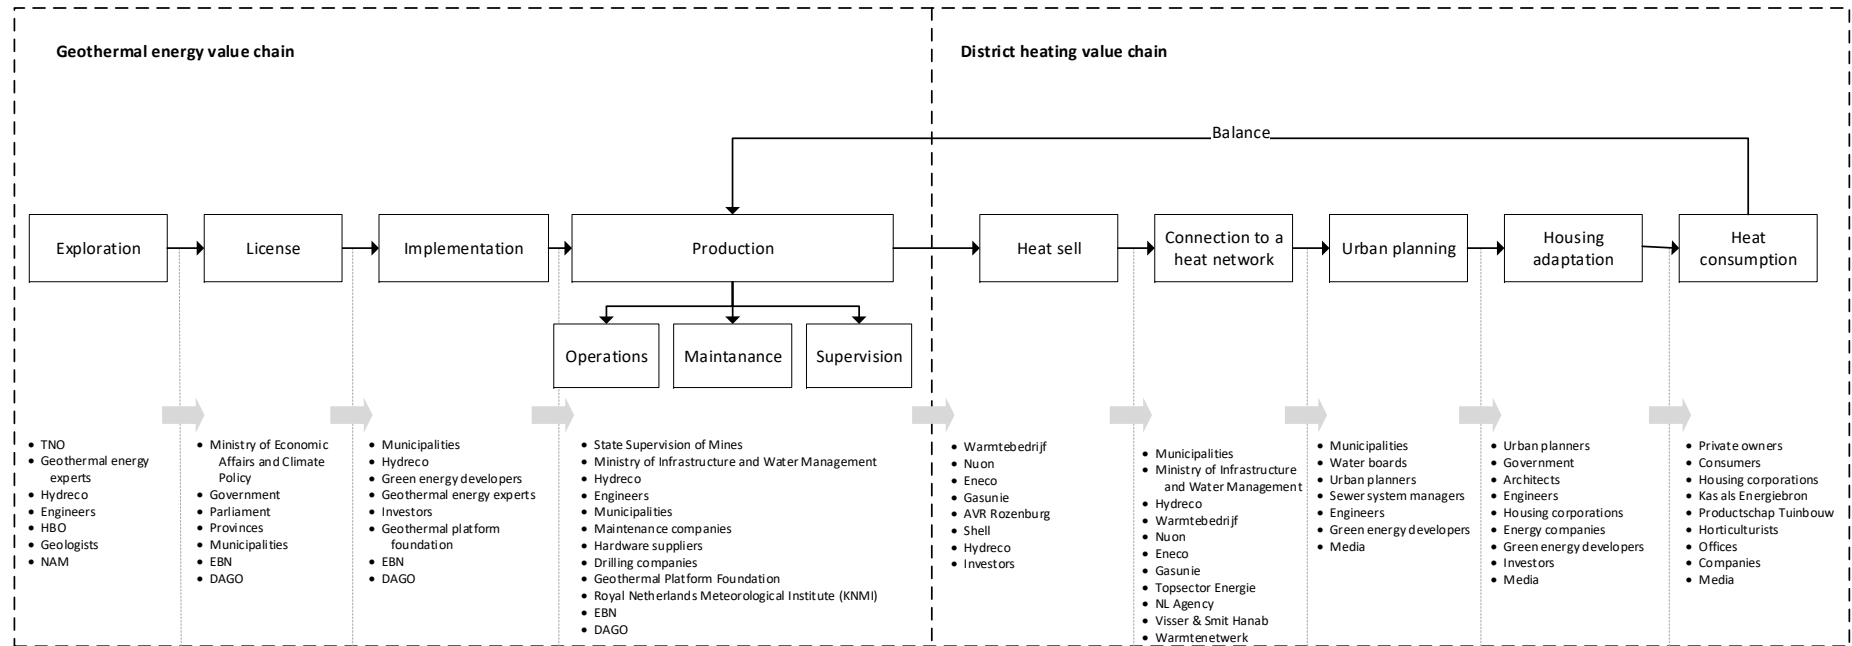 Geothermal energy value chain
District heating value chain
Balance
Exploration
License
Implementation
Production
Heat sell
Connection to a
heat network
Urban planning
Housing
adaptation
Heat
consumption
Operations
Maintanance
Supervision
• TNO
• Geothermal energy
experts
• Hydreco
• Engineers
• HBO
• Geologists
• NAM
• Ministry of Economic
Affairs and Climate
Policy
• Government
• Parliament
• Provinces
• Municipalities
• EBN
• DAGO
• Municipalities
• Hydreco
• Green energy developers
• Geothermal energy experts
• Investors
• Geothermal platform
foundation
• EBN
• DAGO
• State Supervision of Mines
• Ministry of Infrastructure and Water Management
• Hydreco
• Engineers
• Municipalities
• Maintenance companies
• Hardware suppliers
• Drilling companies
• Geothermal Platform Foundation
• Royal Netherlands Meteorological Institute (KNMI)
• EBN
• DAGO
• Warmtebedrijf
• Nuon
• Eneco
• Gasunie
• AVR Rozenburg
• Shell
• Hydreco
• Investors
• Municipalities
• Ministry of Infrastructure
and Water Management
• Hydreco
• Warmtebedrijf
• Nuon
• Eneco
• Gasunie
• Topsector Energie
• NL Agency
• Visser & Smit Hanab
• Warmtenetwerk
• Municipalities
• Water boards
• Urban planners
• Sewer system managers
• Engineers
• Green energy developers
• Media
• Urban planners
• Government
• Architects
• Engineers
• Housing corporations
• Energy companies
• Green energy developers
• Investors
• Media
• Private owners
• Consumers
• Housing corporations
• Kas als Energiebron
• Productschap Tuinbouw
• Horticulturists
• Offices
• Companies
• Media